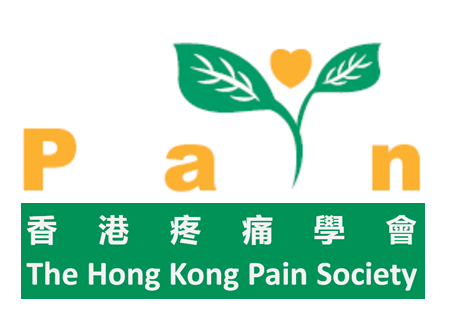 Pain
香港疼痛學會
The Hong Kong Pain Society